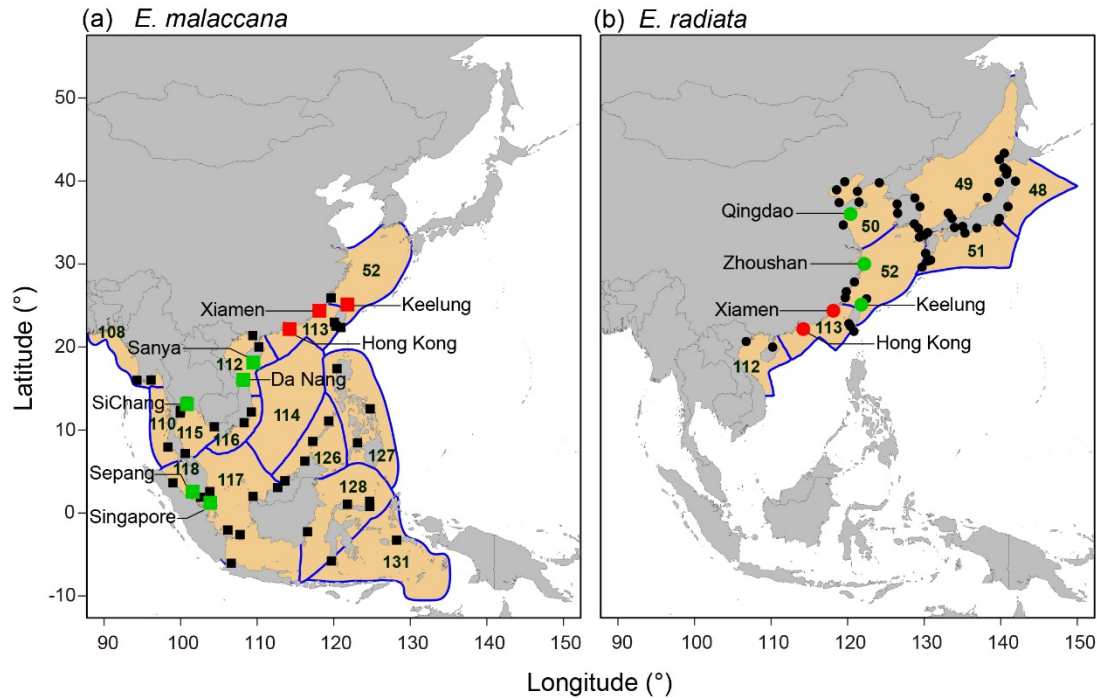 (a) E. malaccana
(b) E. radiata
Latitude (°)
50
40
30
20
10
0
-10
52
Xiamen
Keelung
113
108
Sanya
Hong Kong
112
Da Nang
SiChang
114
110
115
116
118
126
127
Sepang
117
128
Singapore
131
90
100
110
120
130
140
150
49
48
Qingdao
50
51
Zhoushan
52
Xiamen
Keelung
113
Hong Kong
112
90
100
110
120
130
140
150
Longitude (°)